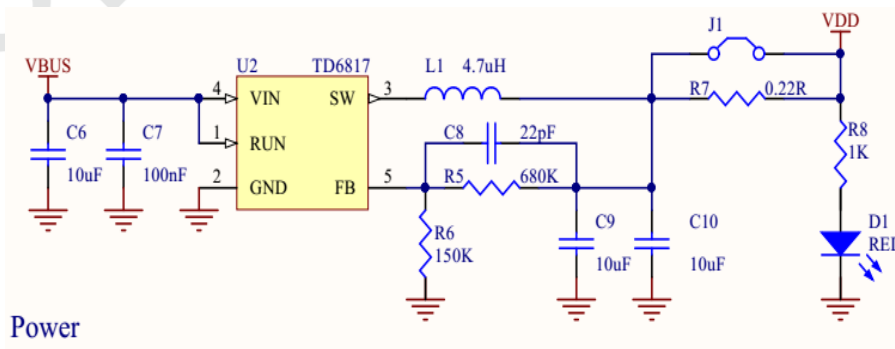 J1
VDD
VBUS
U2
TD6817
L1
4.7uH
4
VIN
SW
3
R7
0.22R
C6
C7
C8
22pF
R8
1K
1
RUN
10uF
100nF
2
GND
FB
5
R5
680K
C9
C10
D1
R6
150K
10uF
10uF
Power